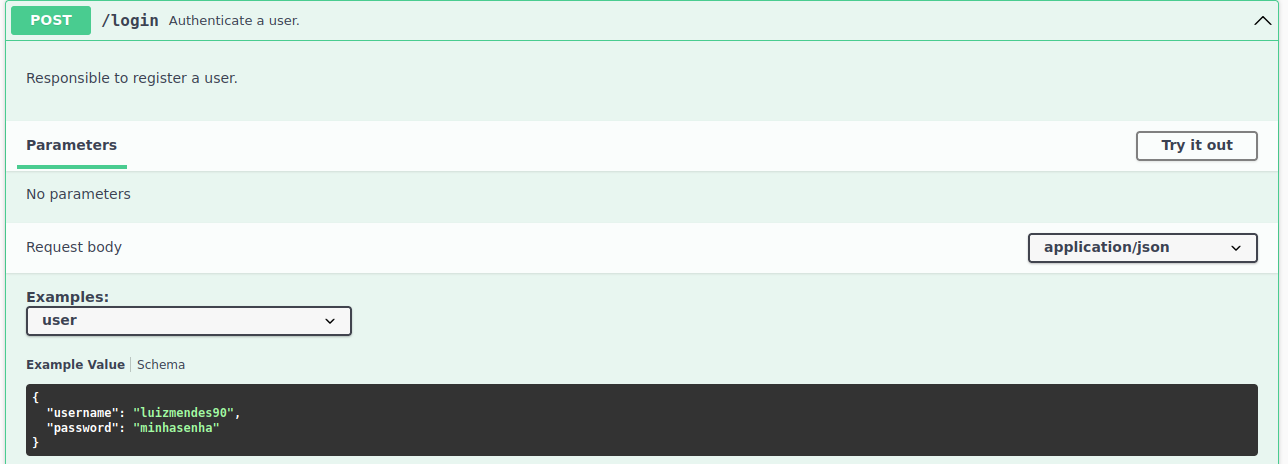 POST /login Authenticate a user.
Responsible to register a user.
Parameters Try it out
No parameters
Request body application/json
Examples:
user
Example Value Schema
{
"username": "luizmendes90",
"password": "minhasenha"
}